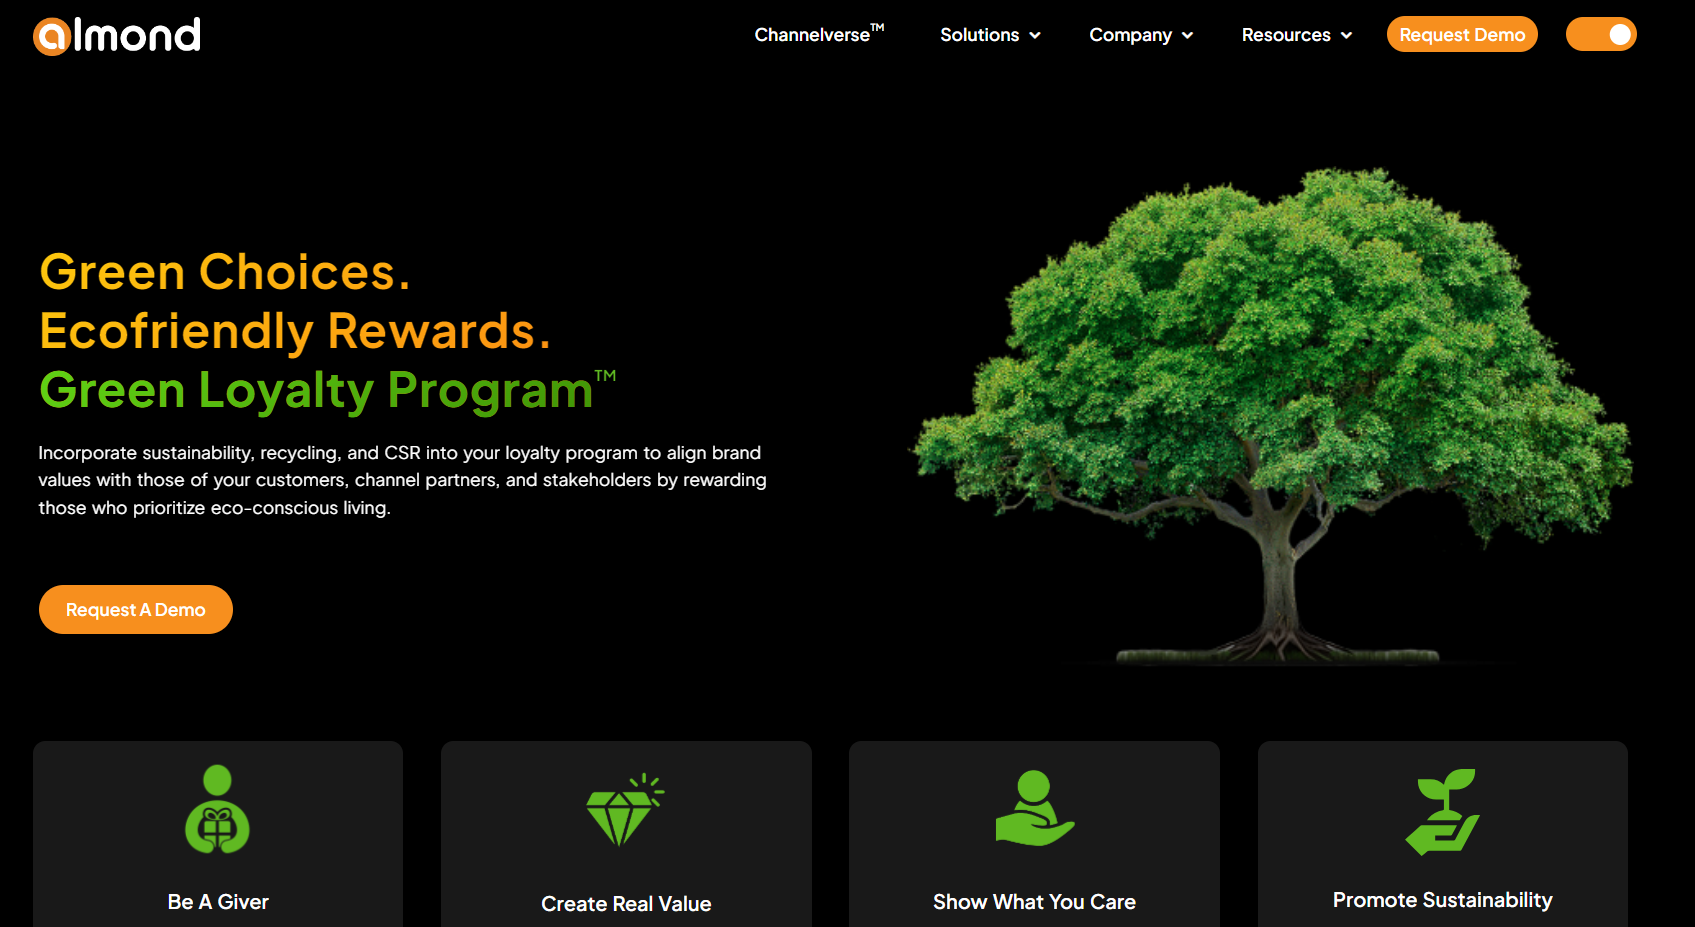 almond
Channelverse™
Solutions
Company
Resources
Request Demo
Green Choices.
Ecofriendly Rewards.
Green Loyalty Program™
Incorporate sustainability, recycling, and CSR into your loyalty program to align brand
values with those of your customers, channel partners, and stakeholders by rewarding
those who prioritize eco-conscious living.
Request A Demo
Be A Giver
Create Real Value
Show What You Care
Promote Sustainability